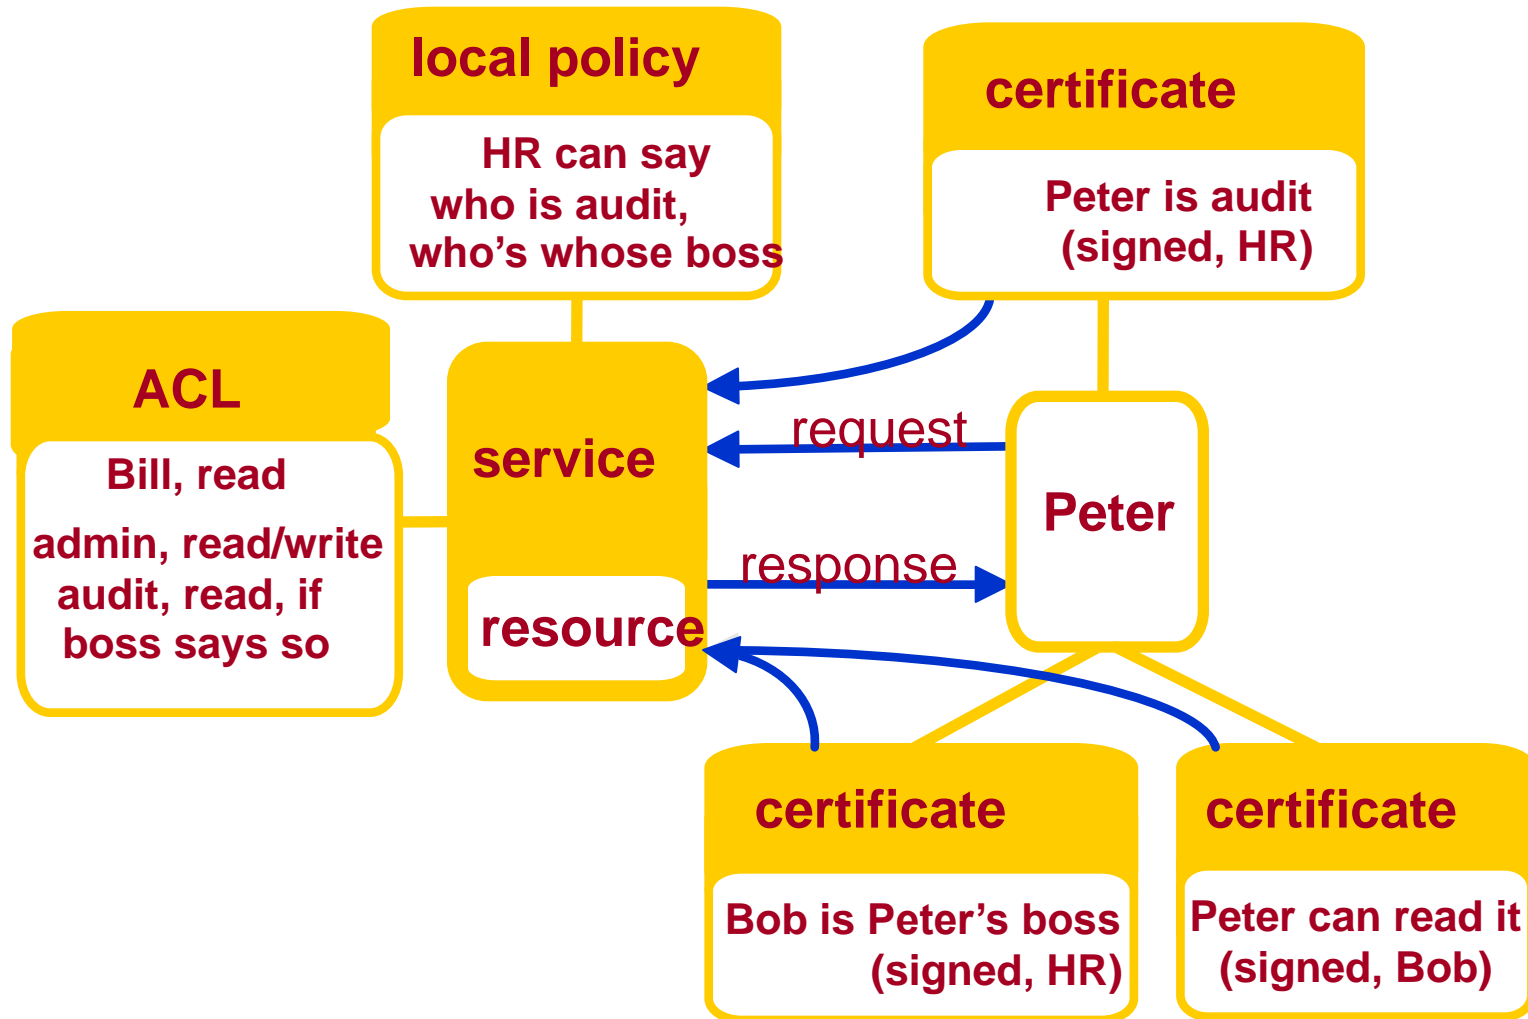 local policy
HR can say
who is audit,
who's whose boss
certificate
Peter is audit
(signed, HR)
ACL
Bill, read
admin, read/write
audit, read, if
boss says so
service
resource
request
response
Peter
certificate
Bob is Peter's boss
(signed, HR)
certificate
Peter can read it
(signed, Bob)